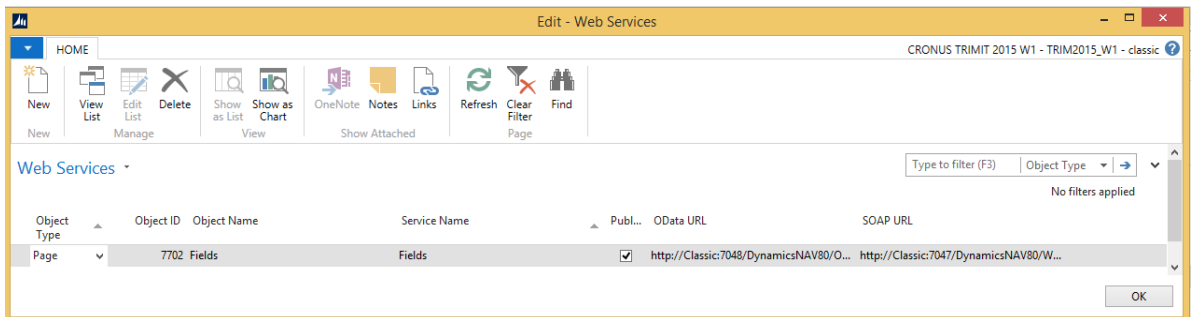 Edit - Web Services
HOME
CRONUS TRIMIT 2015 W1 - TRIM2015_W1 - classic
New
View List
Edit List
Delete
Show as List
Show as Chart
OneNote
Notes
Links
Refresh
Clear Filter
Find
New
Manage
View
Show Attached
Page
Web Services
Type to filter (F3)
Object Type
No filters applied
Object Type
Object ID
Object Name
Service Name
Publ...
OData URL
SOAP URL
Page
7702
Fields
Fields
http://Classic:7048/DynamicsNAV80/O...
http://Classic:7047/DynamicsNAV80/W...
OK